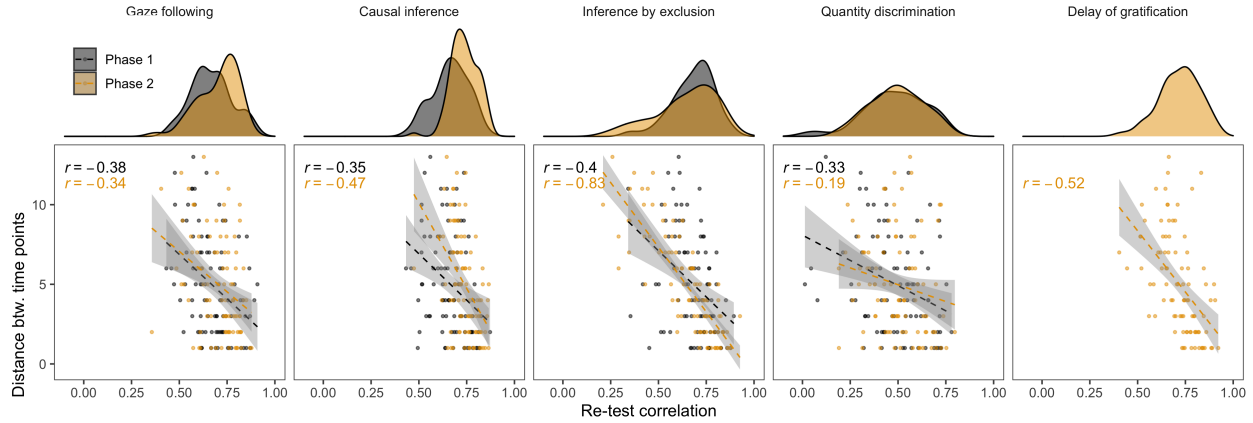 Gaze following
Causal inference
Inference by exclusion
Quantity discrimination
Delay of gratification
Phase 1
Phase 2
r = −0.38
r = −0.34
r = −0.35
r = −0.47
r = −0.4
r = −0.83
r = −0.33
r = −0.19
r = −0.52
Distance btw. time points
10
5
0
0.00 0.25 0.50 0.75 1.00
0.00 0.25 0.50 0.75 1.00
0.00 0.25 0.50 0.75 1.00
0.00 0.25 0.50 0.75 1.00
0.00 0.25 0.50 0.75 1.00
Re-test correlation